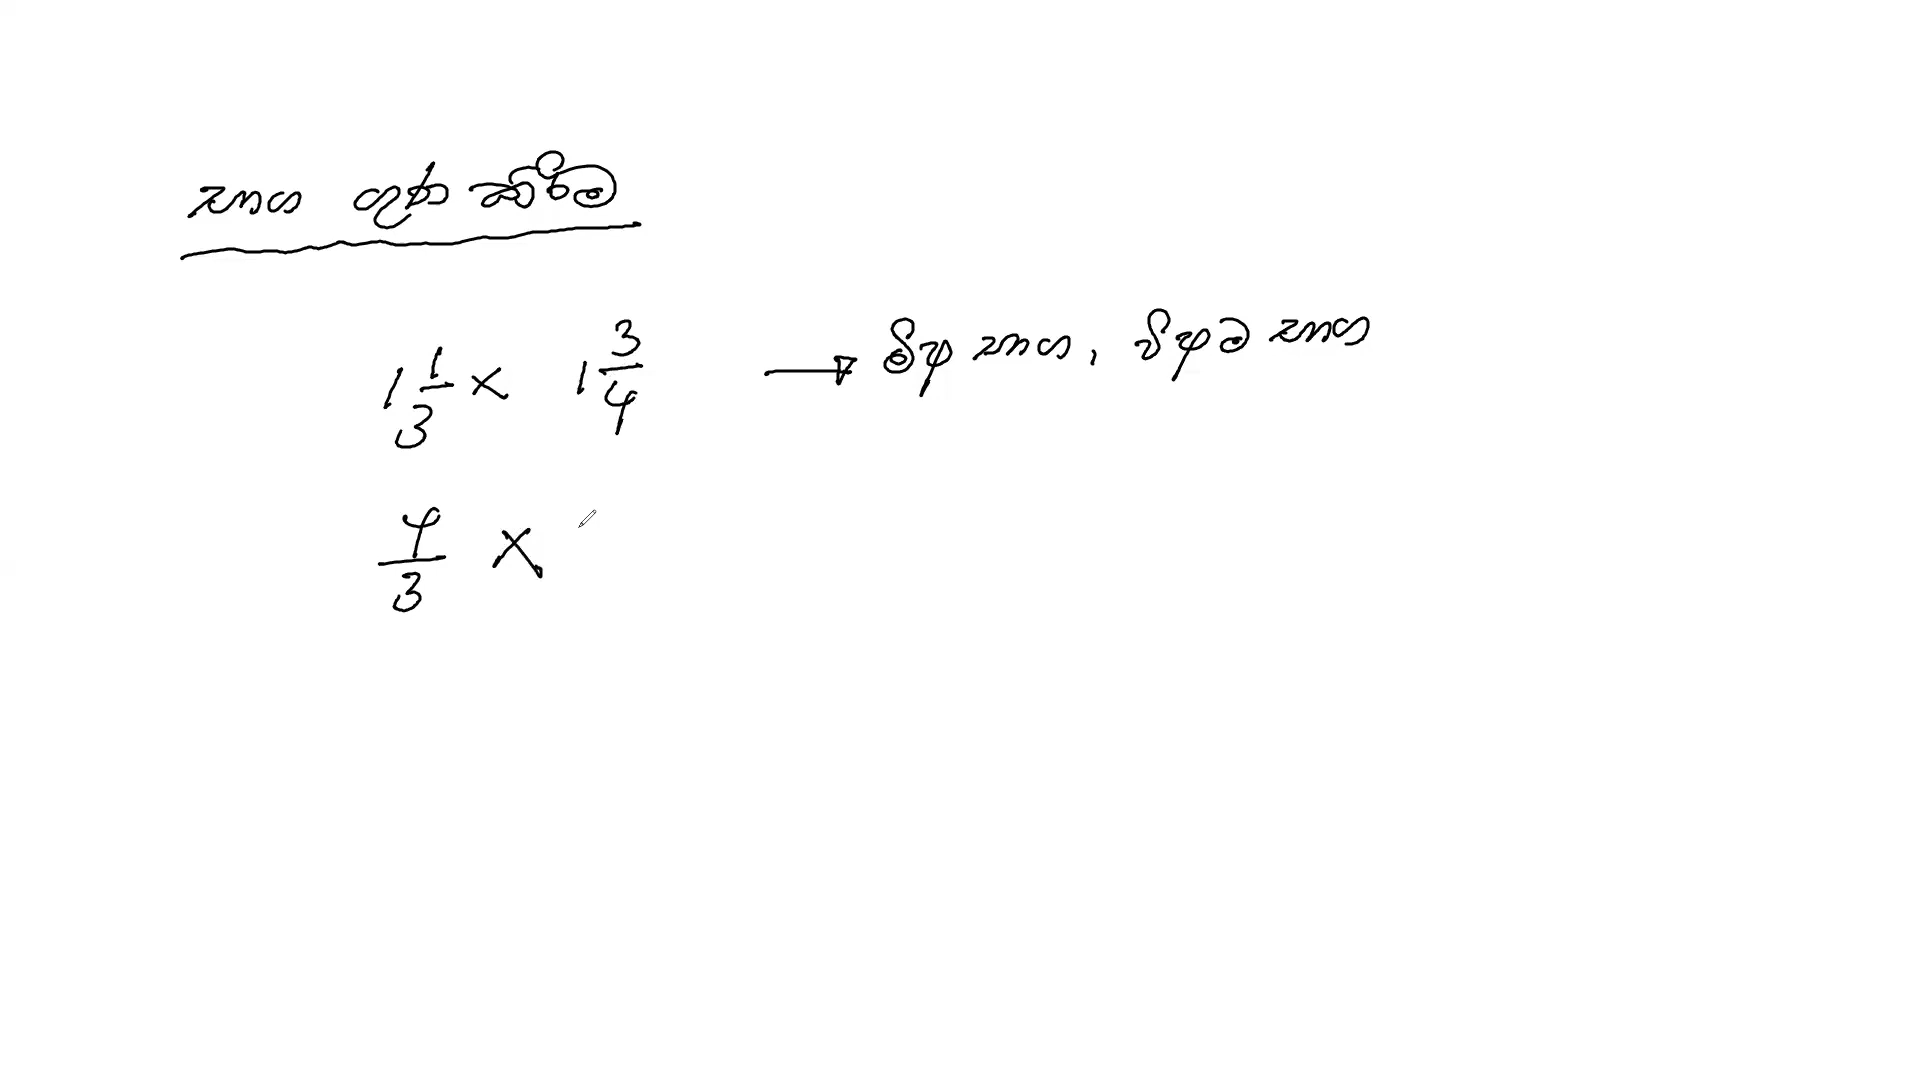 භාග ගුණ කිරීම
1 1/3 × 1 3/4 → මිශ්‍ර භාග, විෂම භාග
4/3 ×